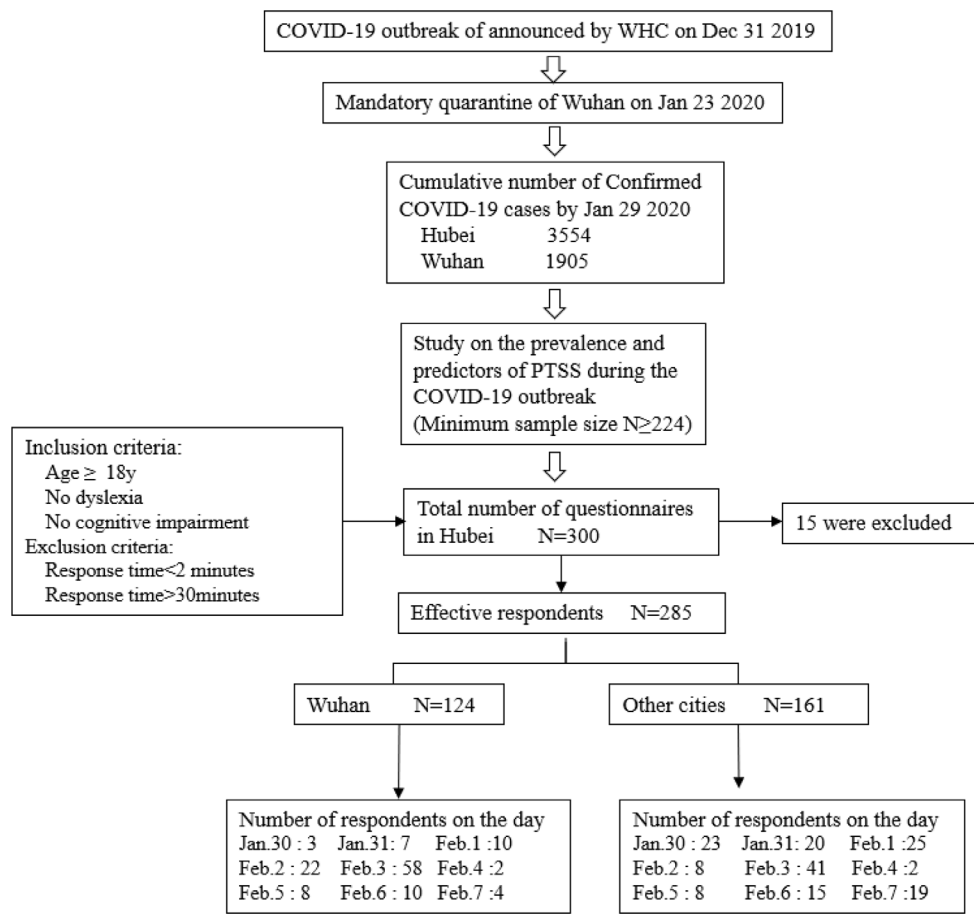 COVID-19 outbreak of announced by WHC on Dec 31 2019
Mandatory quarantine of Wuhan on Jan 23 2020
Cumulative number of Confirmed
COVID-19 cases by Jan 29 2020
Hubei 3554
Wuhan 1905
Study on the prevalence and
predictors of PTSS during the
COVID-19 outbreak
(Minimum sample size N≥224)
Inclusion criteria:
Age ≥ 18y
No dyslexia
No cognitive impairment
Exclusion criteria:
Response time<2 minutes
Response time>30minutes
Total number of questionnaires
in Hubei N=300
15 were excluded
Effective respondents N=285
Wuhan N=124
Other cities N=161
Number of respondents on the day
Jan.30 : 3 Jan.31: 7 Feb.1 :10
Feb.2 : 22 Feb.3 : 58 Feb.4 :2
Feb.5 : 8 Feb.6 : 10 Feb.7 :4
Number of respondents on the day
Jan.30 : 23 Jan.31: 20 Feb.1 :25
Feb.2 : 8 Feb.3 : 41 Feb.4 :2
Feb.5 : 8 Feb.6 : 15 Feb.7 :19